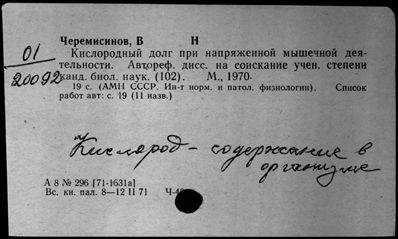 Черемисинов, В Н
01
20092
Кислородный долг при напряженной мышечной дея-
тельности. Автореф. дисс. на соискание учен. степени
канд. биол. наук. (102). М., 1970.
19 с. (АМН СССР. Ин-т норм. и патол. физиологии). Список
работ авт: с. 19 (11 назв.)
Кислород - содержание в
организме
А 8 № 296 [71-1631а]
Вс. кн. пал. 8—12 II 71 Ч-46